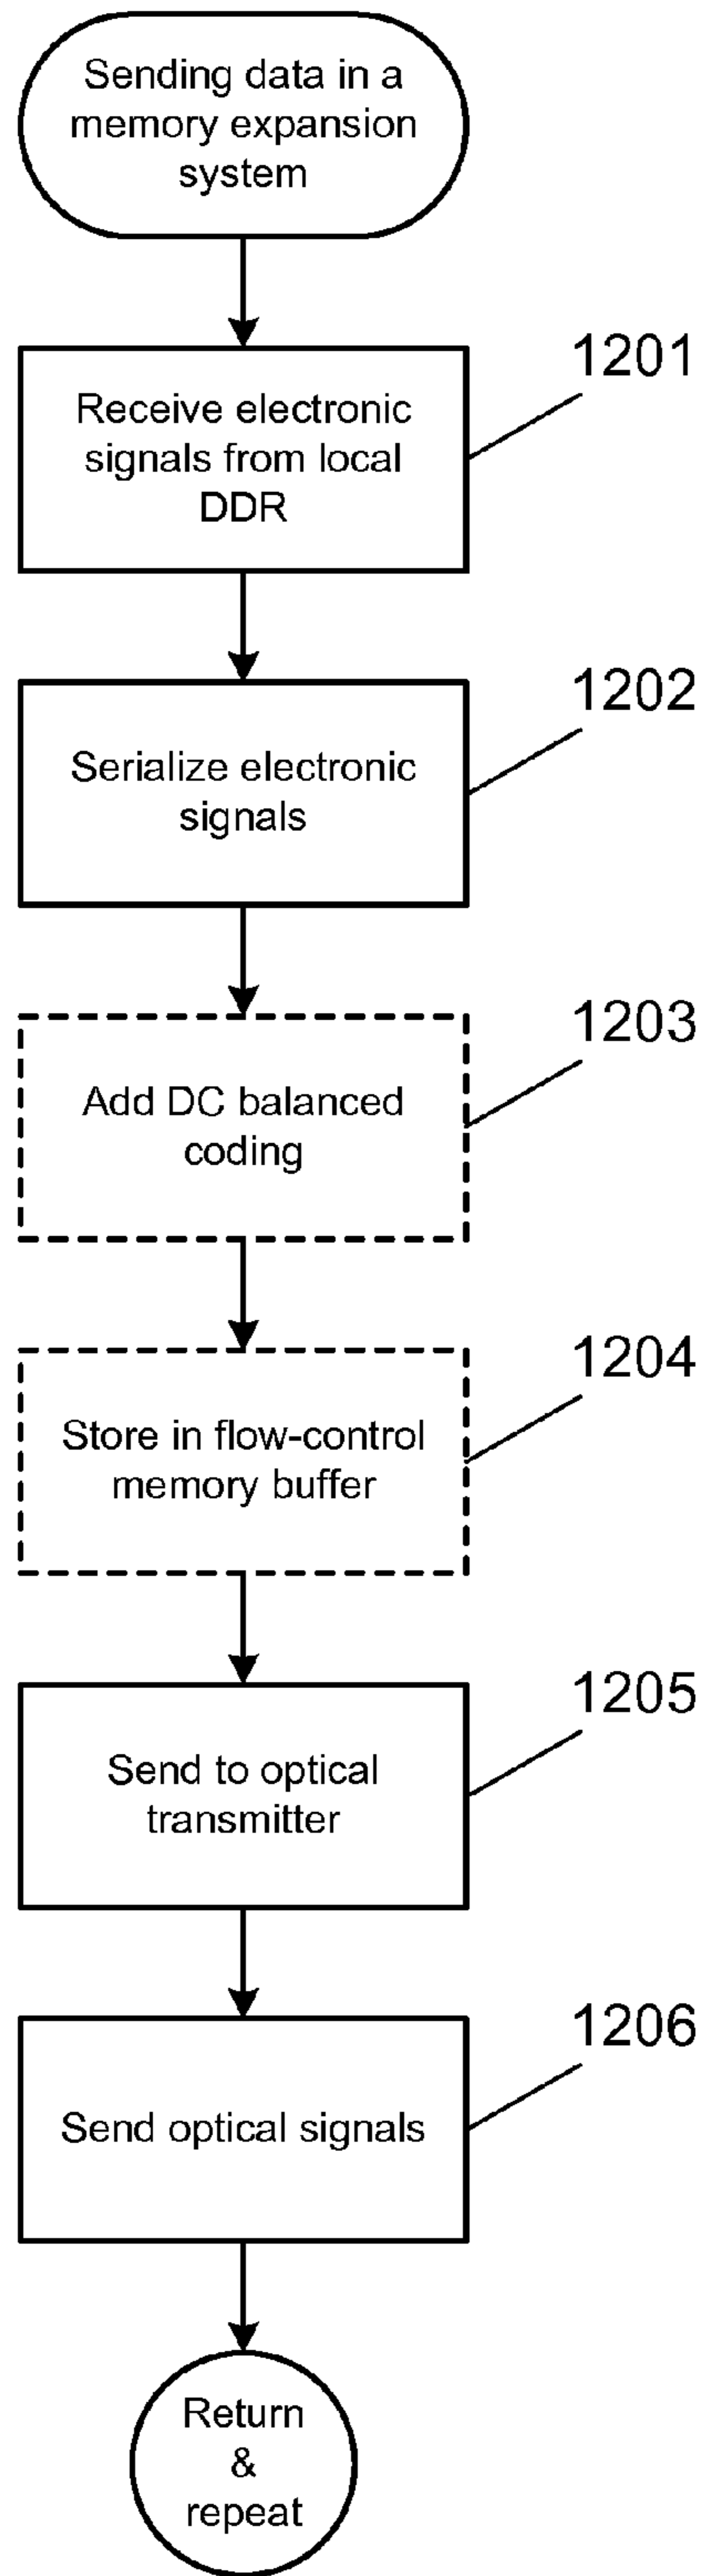 Sending data in a
memory expansion
system
1201
Receive electronic
signals from local
DDR
1202
Serialize electronic
signals
1203
Add DC balanced
coding
1204
Store in flow-control
memory buffer
1205
Send to optical
transmitter
1206
Send optical signals
Return
&
repeat